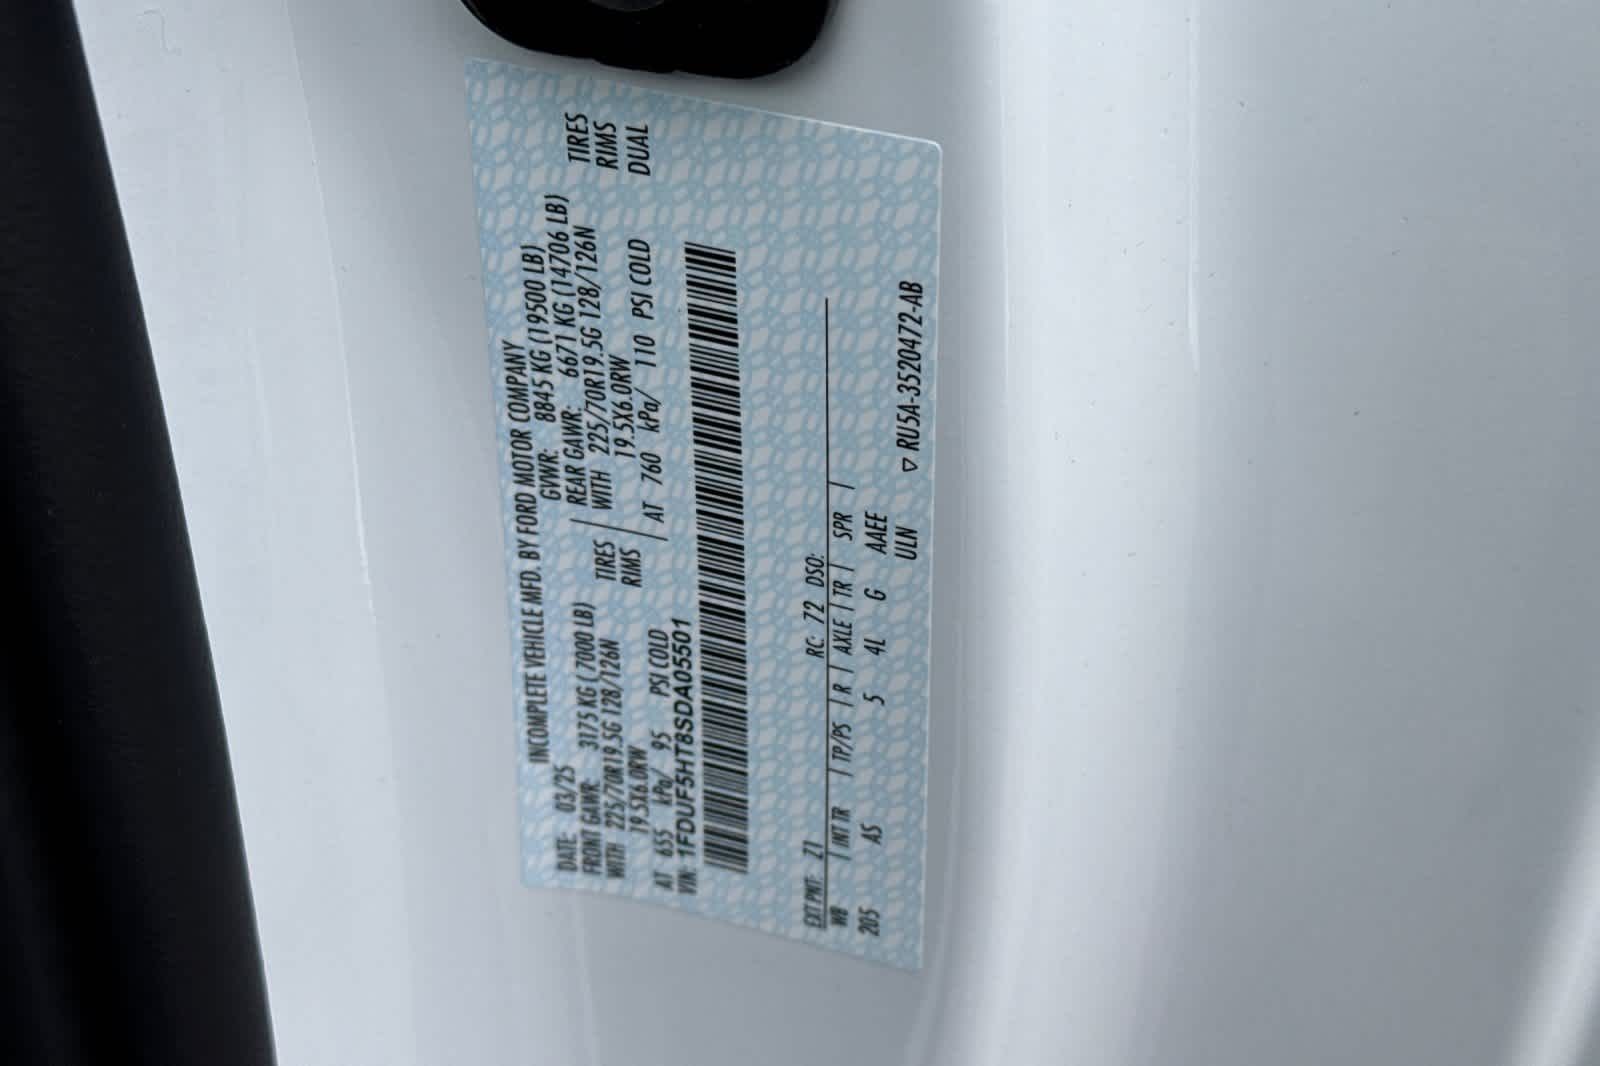 INCOMPLETE VEHICLE MFD. BY FORD MOTOR COMPANY
DATE: 03/25 GVWR: 8845 KG (19500 LB)
FRONT GAWR: 3175 KG ( 7000 LB) REAR GAWR: 6671 KG (14706 LB)
WITH 225/70R19.5G 128/126N TIRES WITH 225/70R19.5G 128/126N TIRES
19.5X6.0RW RIMS 19.5X6.0RW RIMS
AT 655 kPa/ 95 PSI COLD AT 760 kPa/ 110 PSI COLD DUAL
VIN: 1FDUF5HT8SDA05501
EXT PNT: Z1 RC: 72 DSO:
WB | INT TR | TP/PS | R | AXLE | TR | SPR |
205 AS 5 4L G AAEE
ULN
▽ RU5A-3520472-AB